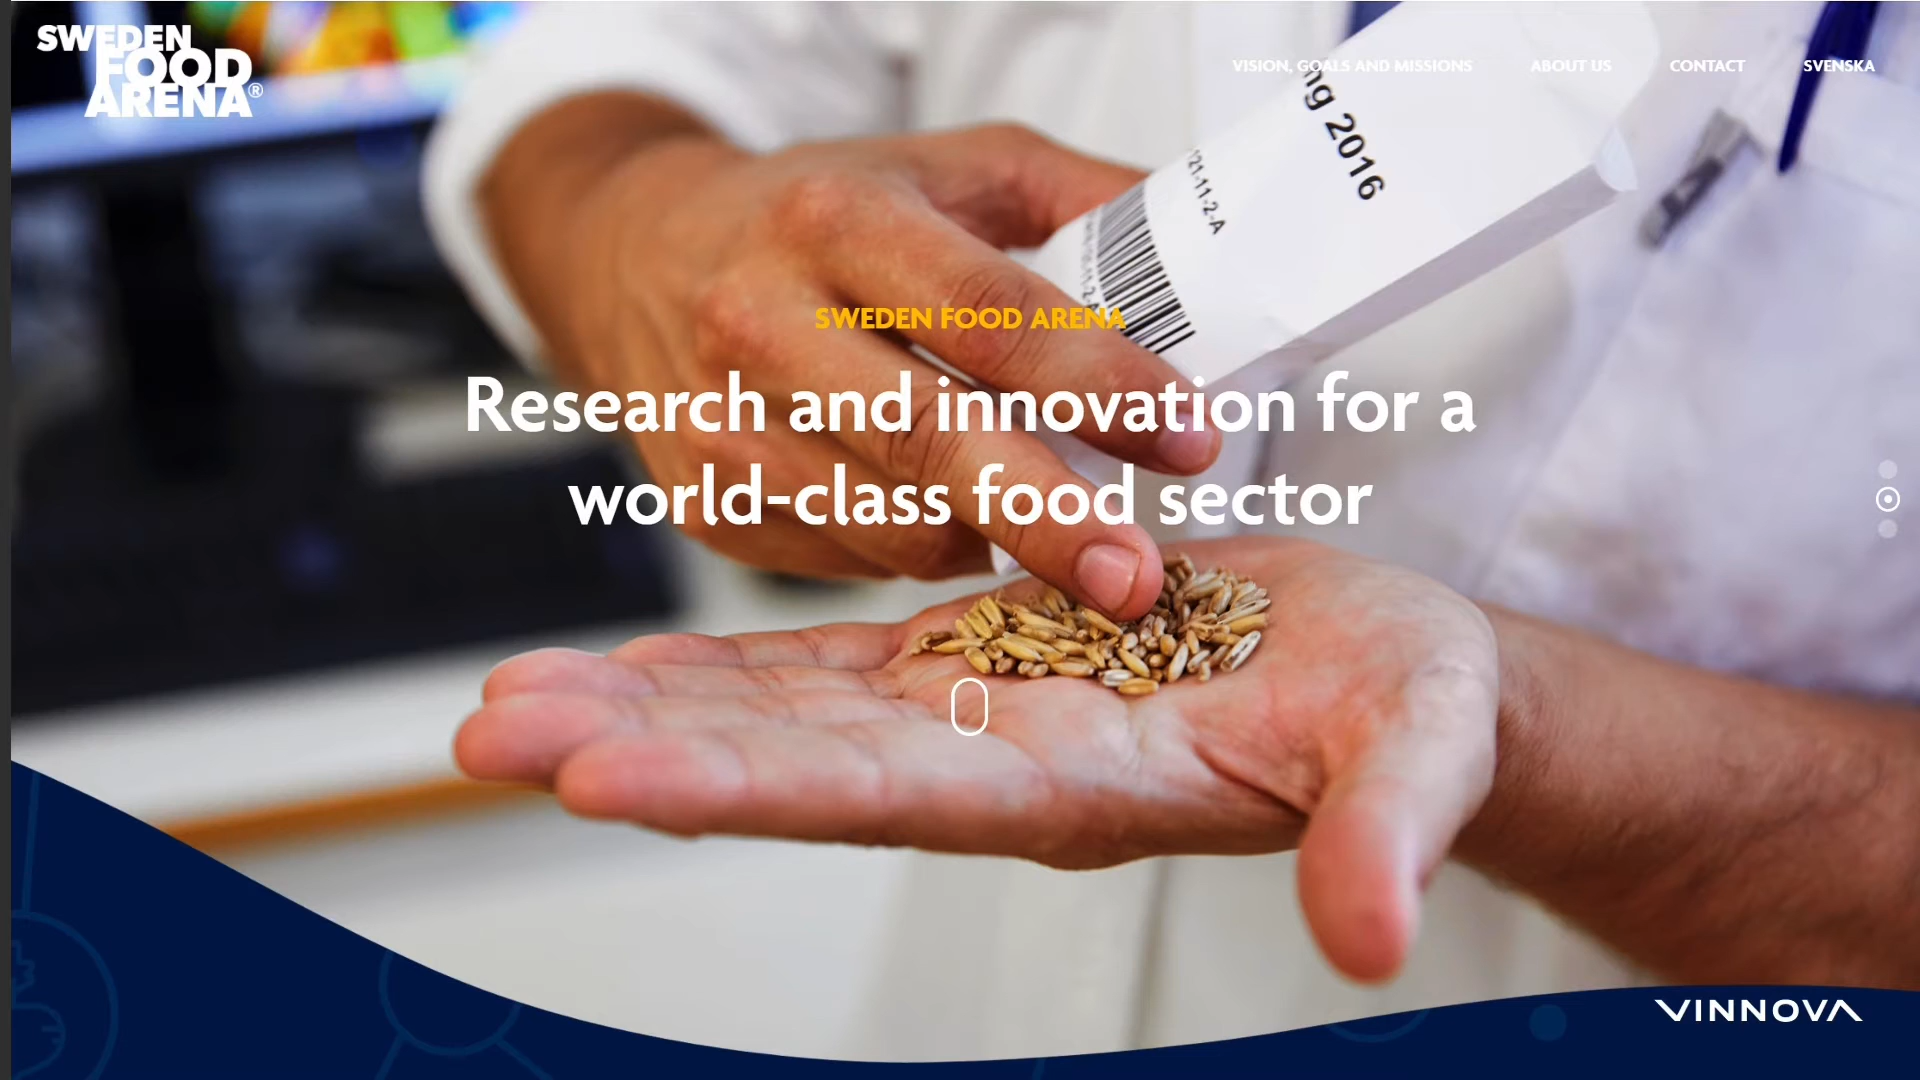 SWEDEN
FOOD
ARENA®
VISION, GOALS AND MISSIONS
ABOUT US
CONTACT
SVENSKA
ng 2016
121-11-2-A
SWEDEN FOOD ARENA
Research and innovation for a
world-class food sector
VINNOVA